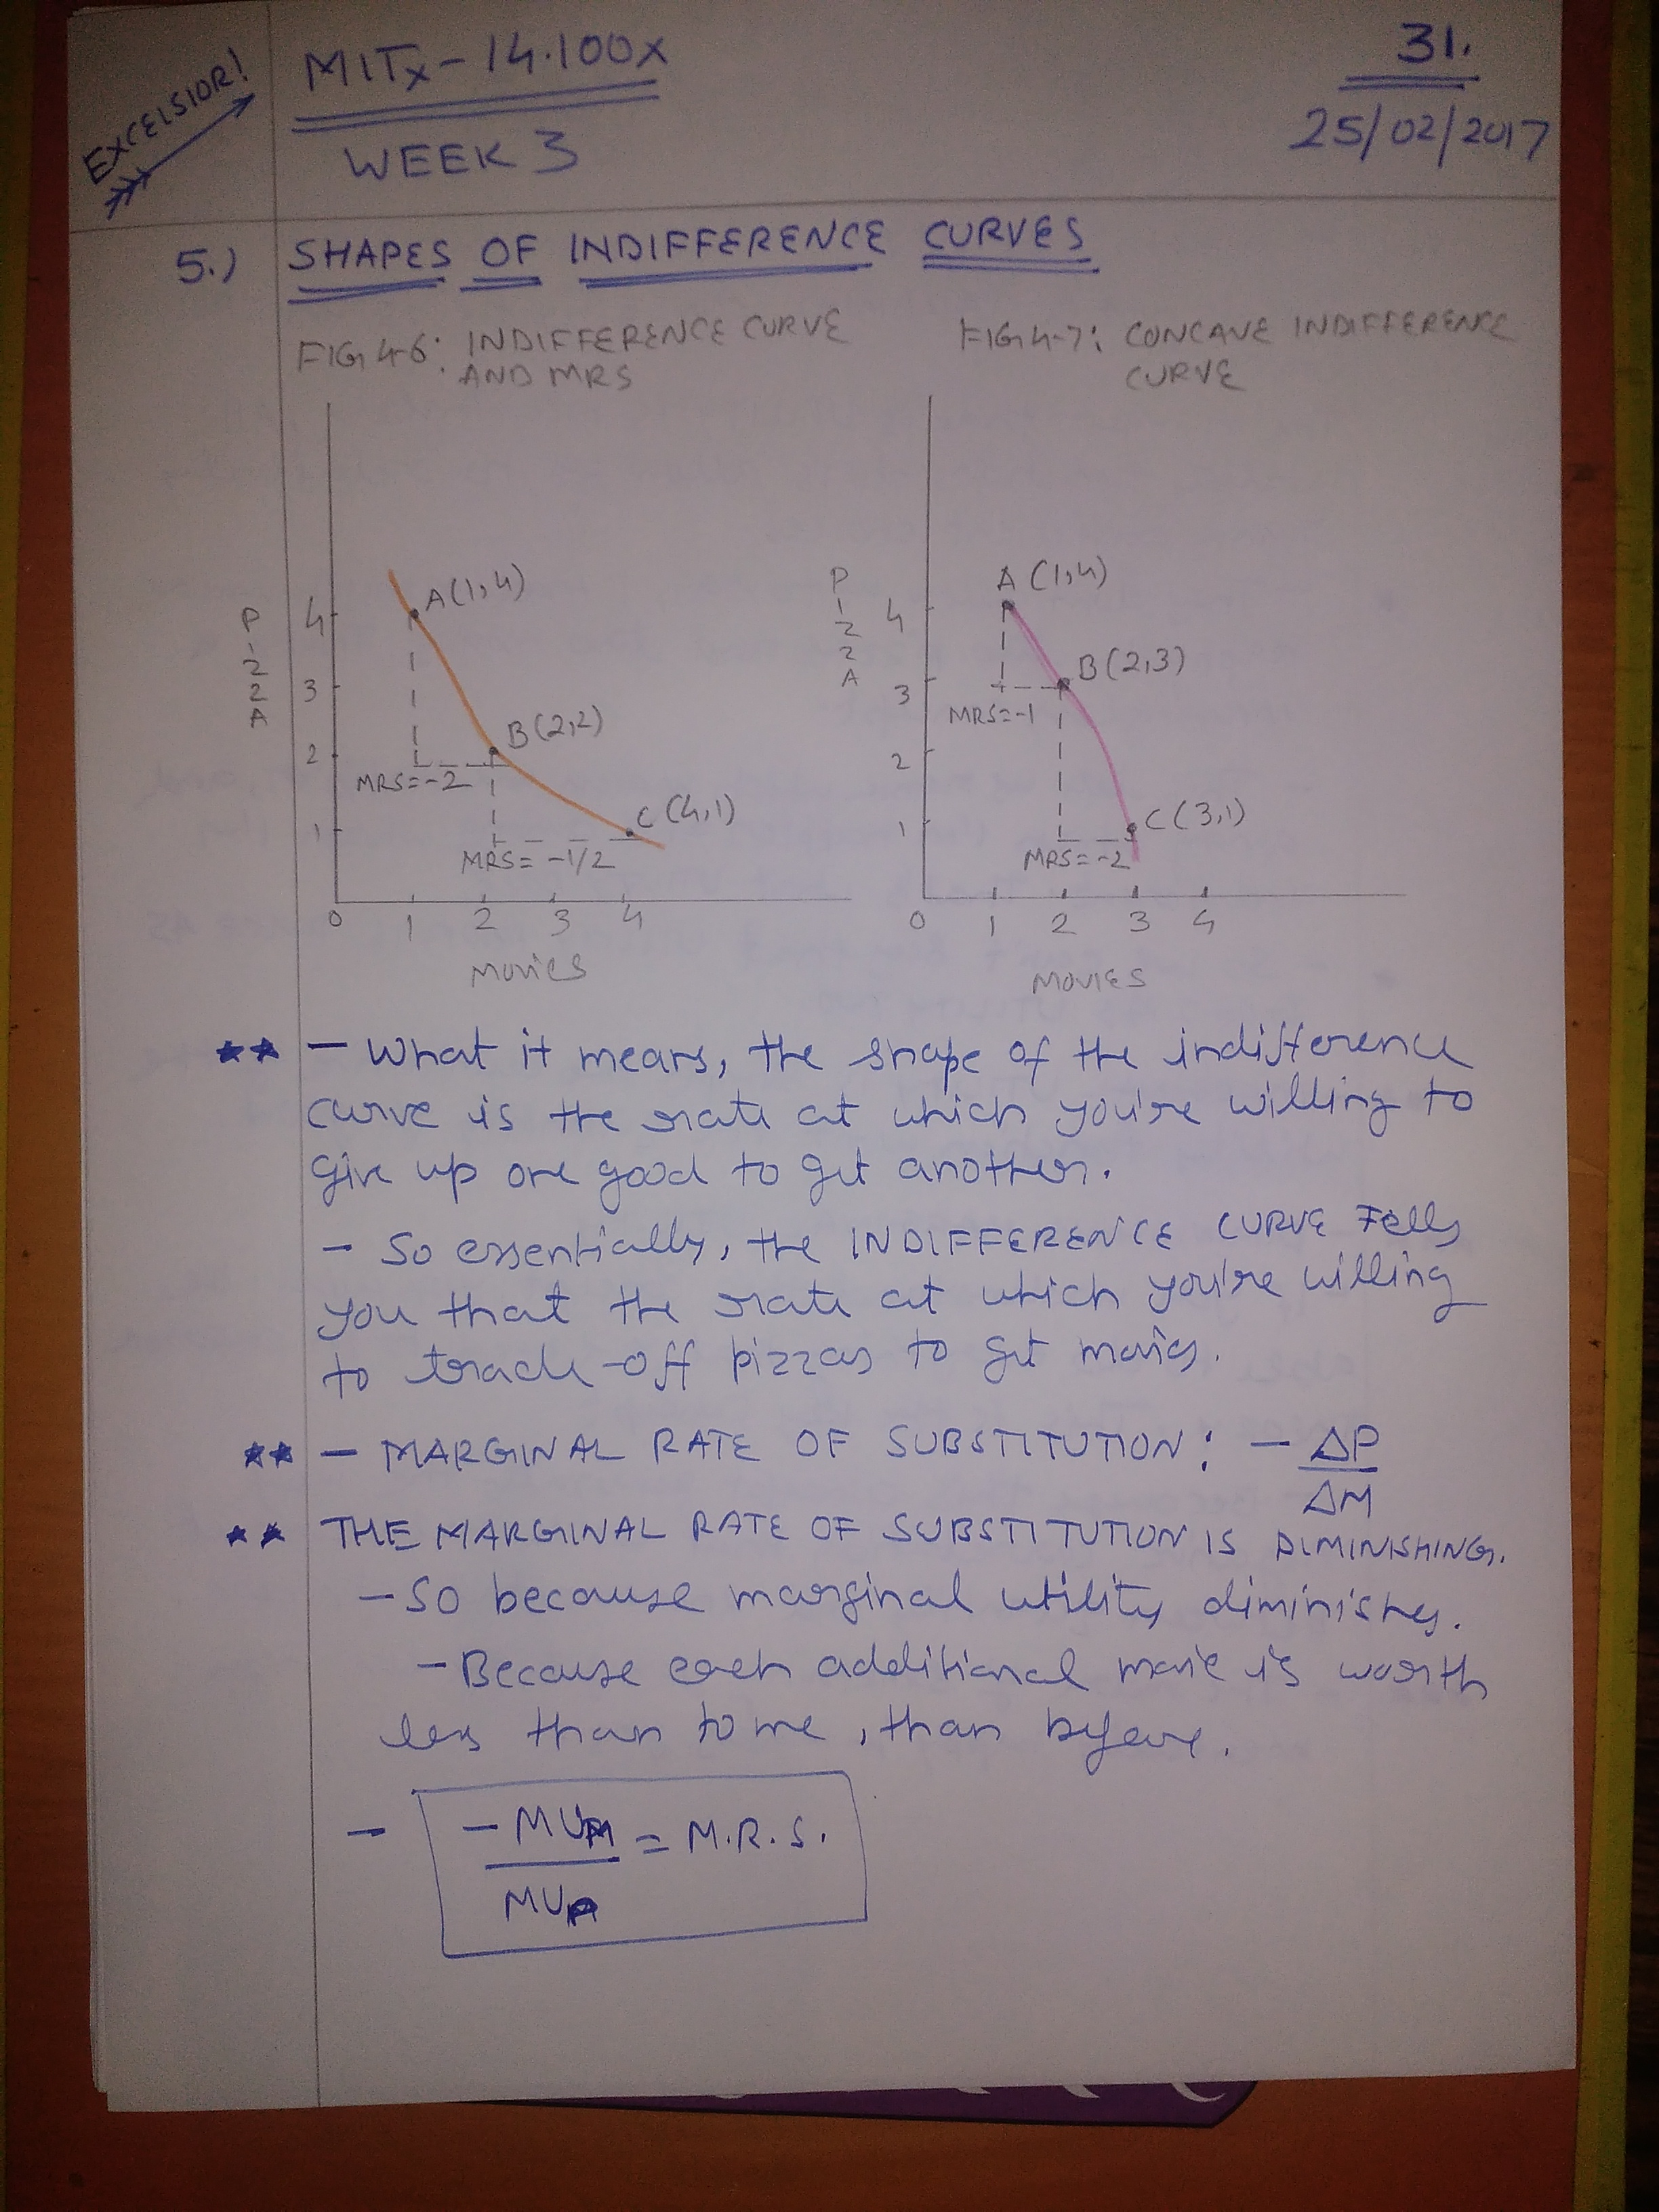 EXCELSIOR!
MITx - 14.100x
WEEK 3
31.
25/02/2017
5.) SHAPES OF INDIFFERENCE CURVES
FIG 4-6: INDIFFERENCE CURVE
AND MRS
FIG 4-7: CONCAVE INDIFFERENCE
CURVE
PIZZA
4
3
2
1
0 1 2 3 4
MOVIES
A (1,4)
B (2,2)
C (4,1)
MRS = -2
MRS = -1/2
PIZZA
4
3
2
1
0 1 2 3 4
MOVIES
A (1,4)
B (2,3)
C (3,1)
MRS = -1
MRS = -2
** - What it means, the shape of the indifference
curve is the rate at which you're willing to
give up one good to get another.
- So essentially, the INDIFFERENCE CURVE Tells
you that the rate at which you're willing
to trade-off pizzas to get movies.
** - MARGINAL RATE OF SUBSTITUTION: - ΔP
ΔM
** THE MARGINAL RATE OF SUBSTITUTION IS DIMINISHING.
- SO because marginal utility diminishes.
- Because each additional movie is worth
less than to me, than before.
- -MUM = M.R.S.
MUP